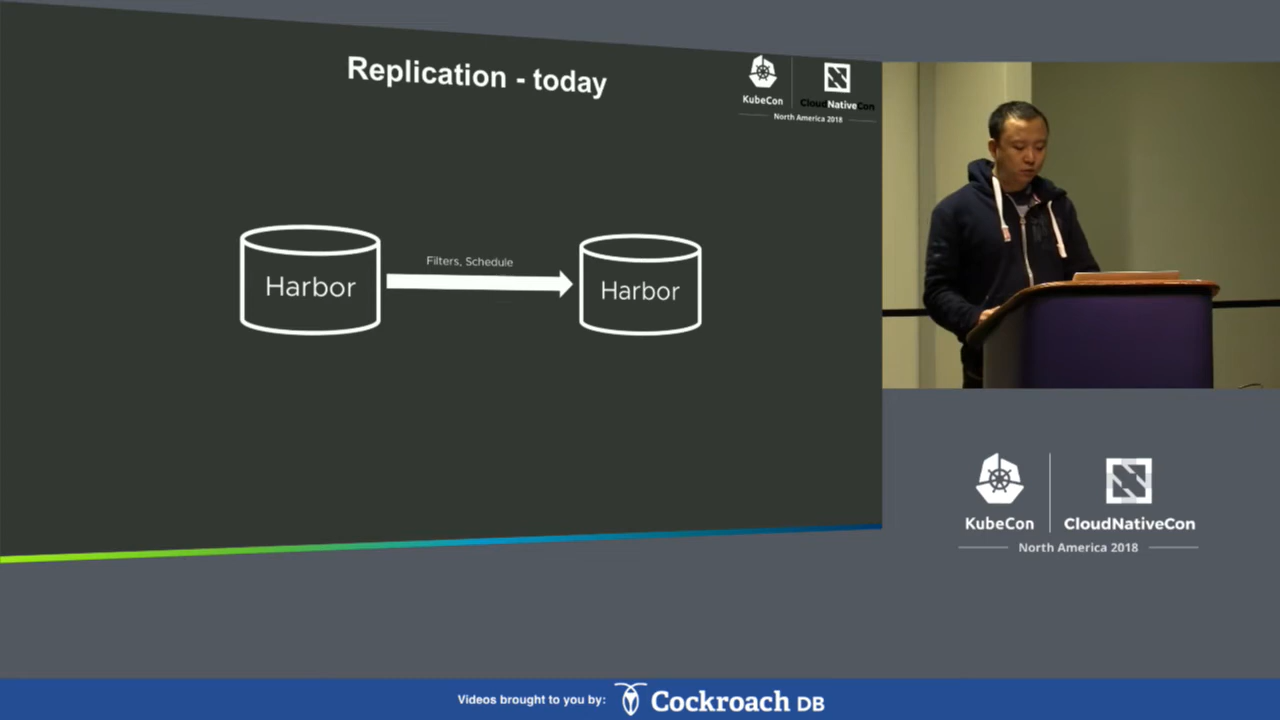 Replication - today
KubeCon
CloudNativeCon
North America 2018
Harbor
Filters, Schedule
Harbor
KubeCon
CloudNativeCon
North America 2018
Videos brought to you by:
Cockroach DB